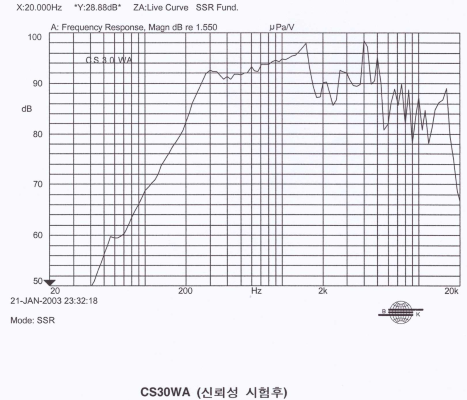 X:20.000Hz *Y:28.88dB* ZA:Live Curve SSR Fund.
A: Frequency Response, Magn dB re 1.550 µPa/V
100
CS30WA
90
dB
80
70
60
50
20 200 Hz 2k 20k
21-JAN-2003 23:32:18
B K
Mode: SSR
CS30WA (신뢰성 시험후)